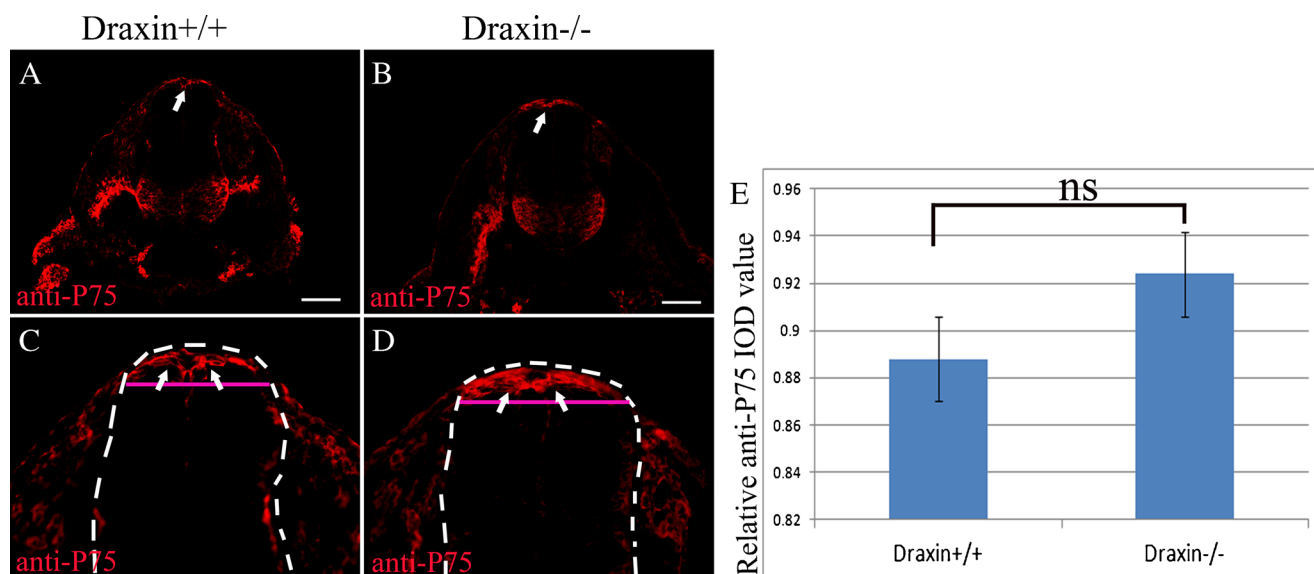 Draxin+/+
Draxin-/-
A
anti-P75
B
anti-P75
C
anti-P75
D
anti-P75
E
Relative anti-P75 IOD value
0.96
0.94
0.92
0.9
0.88
0.86
0.84
0.82
ns
Draxin+/+
Draxin-/-